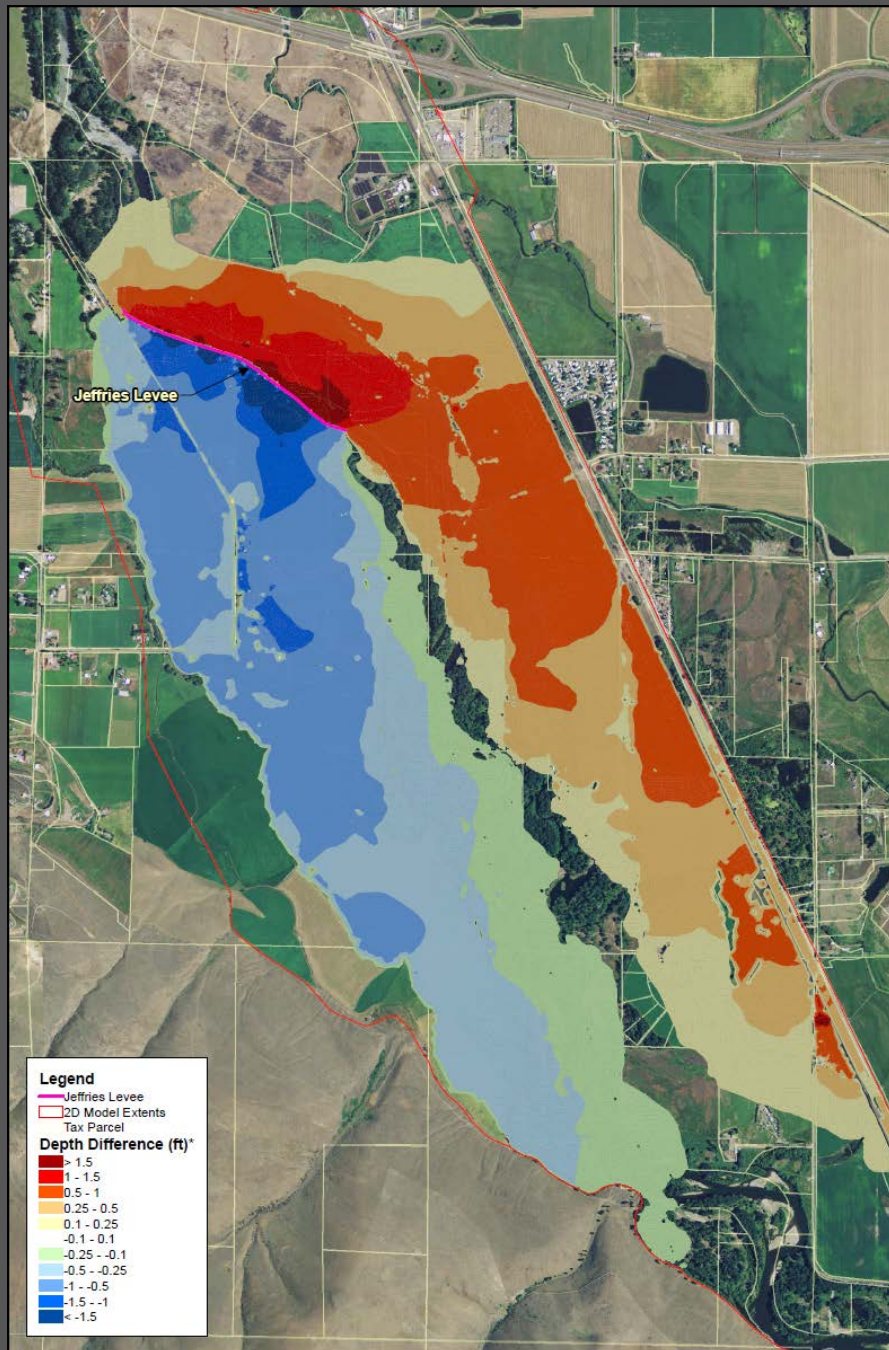 Jeffries Levee
Legend
Jeffries Levee
2D Model Extents
Tax Parcel
Depth Difference (ft)*
> 1.5
1 - 1.5
0.5 - 1
0.25 - 0.5
0.1 - 0.25
-0.1 - 0.1
-0.25 - -0.1
-0.5 - -0.25
-1 - -0.5
-1.5 - -1
< -1.5